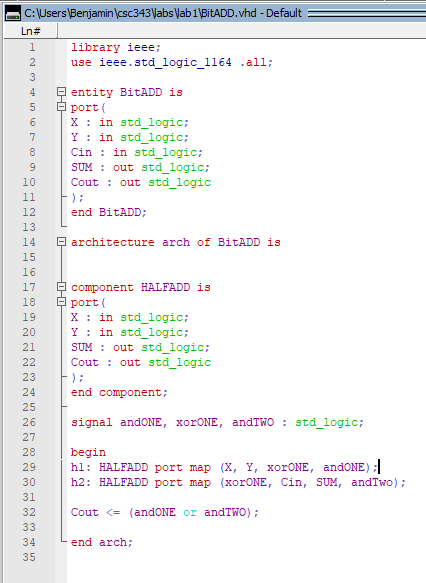 C:\Users\Benjamin\csc343\labs\lab1\BitADD.vhd - Default
Ln#
1 library ieee;
2 use ieee.std_logic_1164 .all;
3
4 entity BitADD is
5 port(
6 X : in std_logic;
7 Y : in std_logic;
8 Cin : in std_logic;
9 SUM : out std_logic;
10 Cout : out std_logic
11 );
12 end BitADD;
13
14 architecture arch of BitADD is
15
16
17 component HALFADD is
18 port(
19 X : in std_logic;
20 Y : in std_logic;
21 SUM : out std_logic;
22 Cout : out std_logic
23 );
24 end component;
25
26 signal andONE, xorONE, andTWO : std_logic;
27
28 begin
29 h1: HALFADD port map (X, Y, xorONE, andONE);
30 h2: HALFADD port map (xorONE, Cin, SUM, andTwo);
31
32 Cout <= (andONE or andTWO);
33
34 end arch;
35